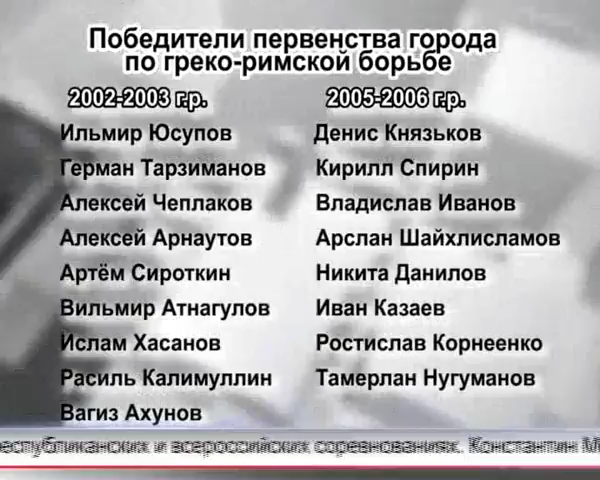 Победители первенства города
по греко-римской борьбе
2002-2003 г.р.
Ильмир Юсупов
Герман Тарзиманов
Алексей Чеплаков
Алексей Арнаутов
Артём Сироткин
Вильмир Атнагулов
Ислам Хасанов
Расиль Калимуллин
Вагиз Ахунов
2005-2006 г.р.
Денис Князьков
Кирилл Спирин
Владислав Иванов
Арслан Шайхлисламов
Никита Данилов
Иван Казаев
Ростислав Корнеенко
Тамерлан Нугуманов
республиканских и всероссийских соревнованиях. Константин М